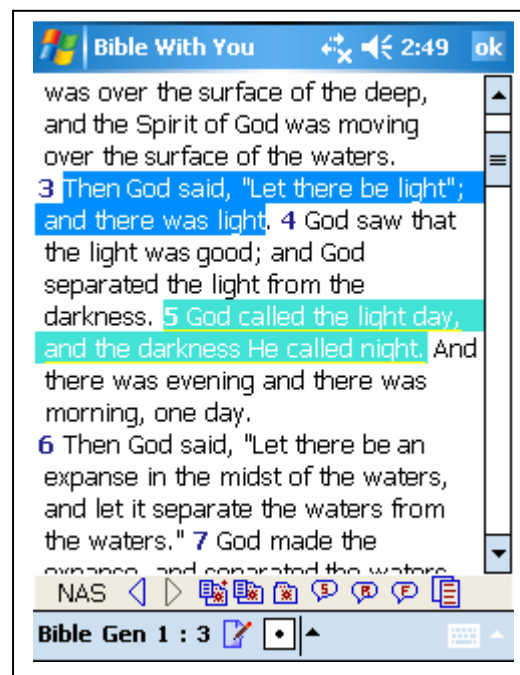 Bible With You 2:49 ok
was over the surface of the deep,
and the Spirit of God was moving
over the surface of the waters.
3 Then God said, "Let there be light";
and there was light. 4 God saw that
the light was good; and God
separated the light from the
darkness. 5 God called the light day,
and the darkness He called night. And
there was evening and there was
morning, one day.
6 Then God said, "Let there be an
expanse in the midst of the waters,
and let it separate the waters from
the waters." 7 God made the
expanse, and separated the waters
NAS S R F
Bible Gen 1 : 3